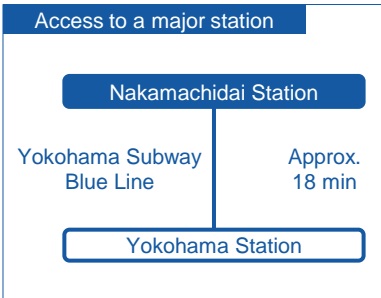 Access to a major station
Nakamachidai Station
Yokohama Subway
Blue Line
Approx.
18 min
Yokohama Station